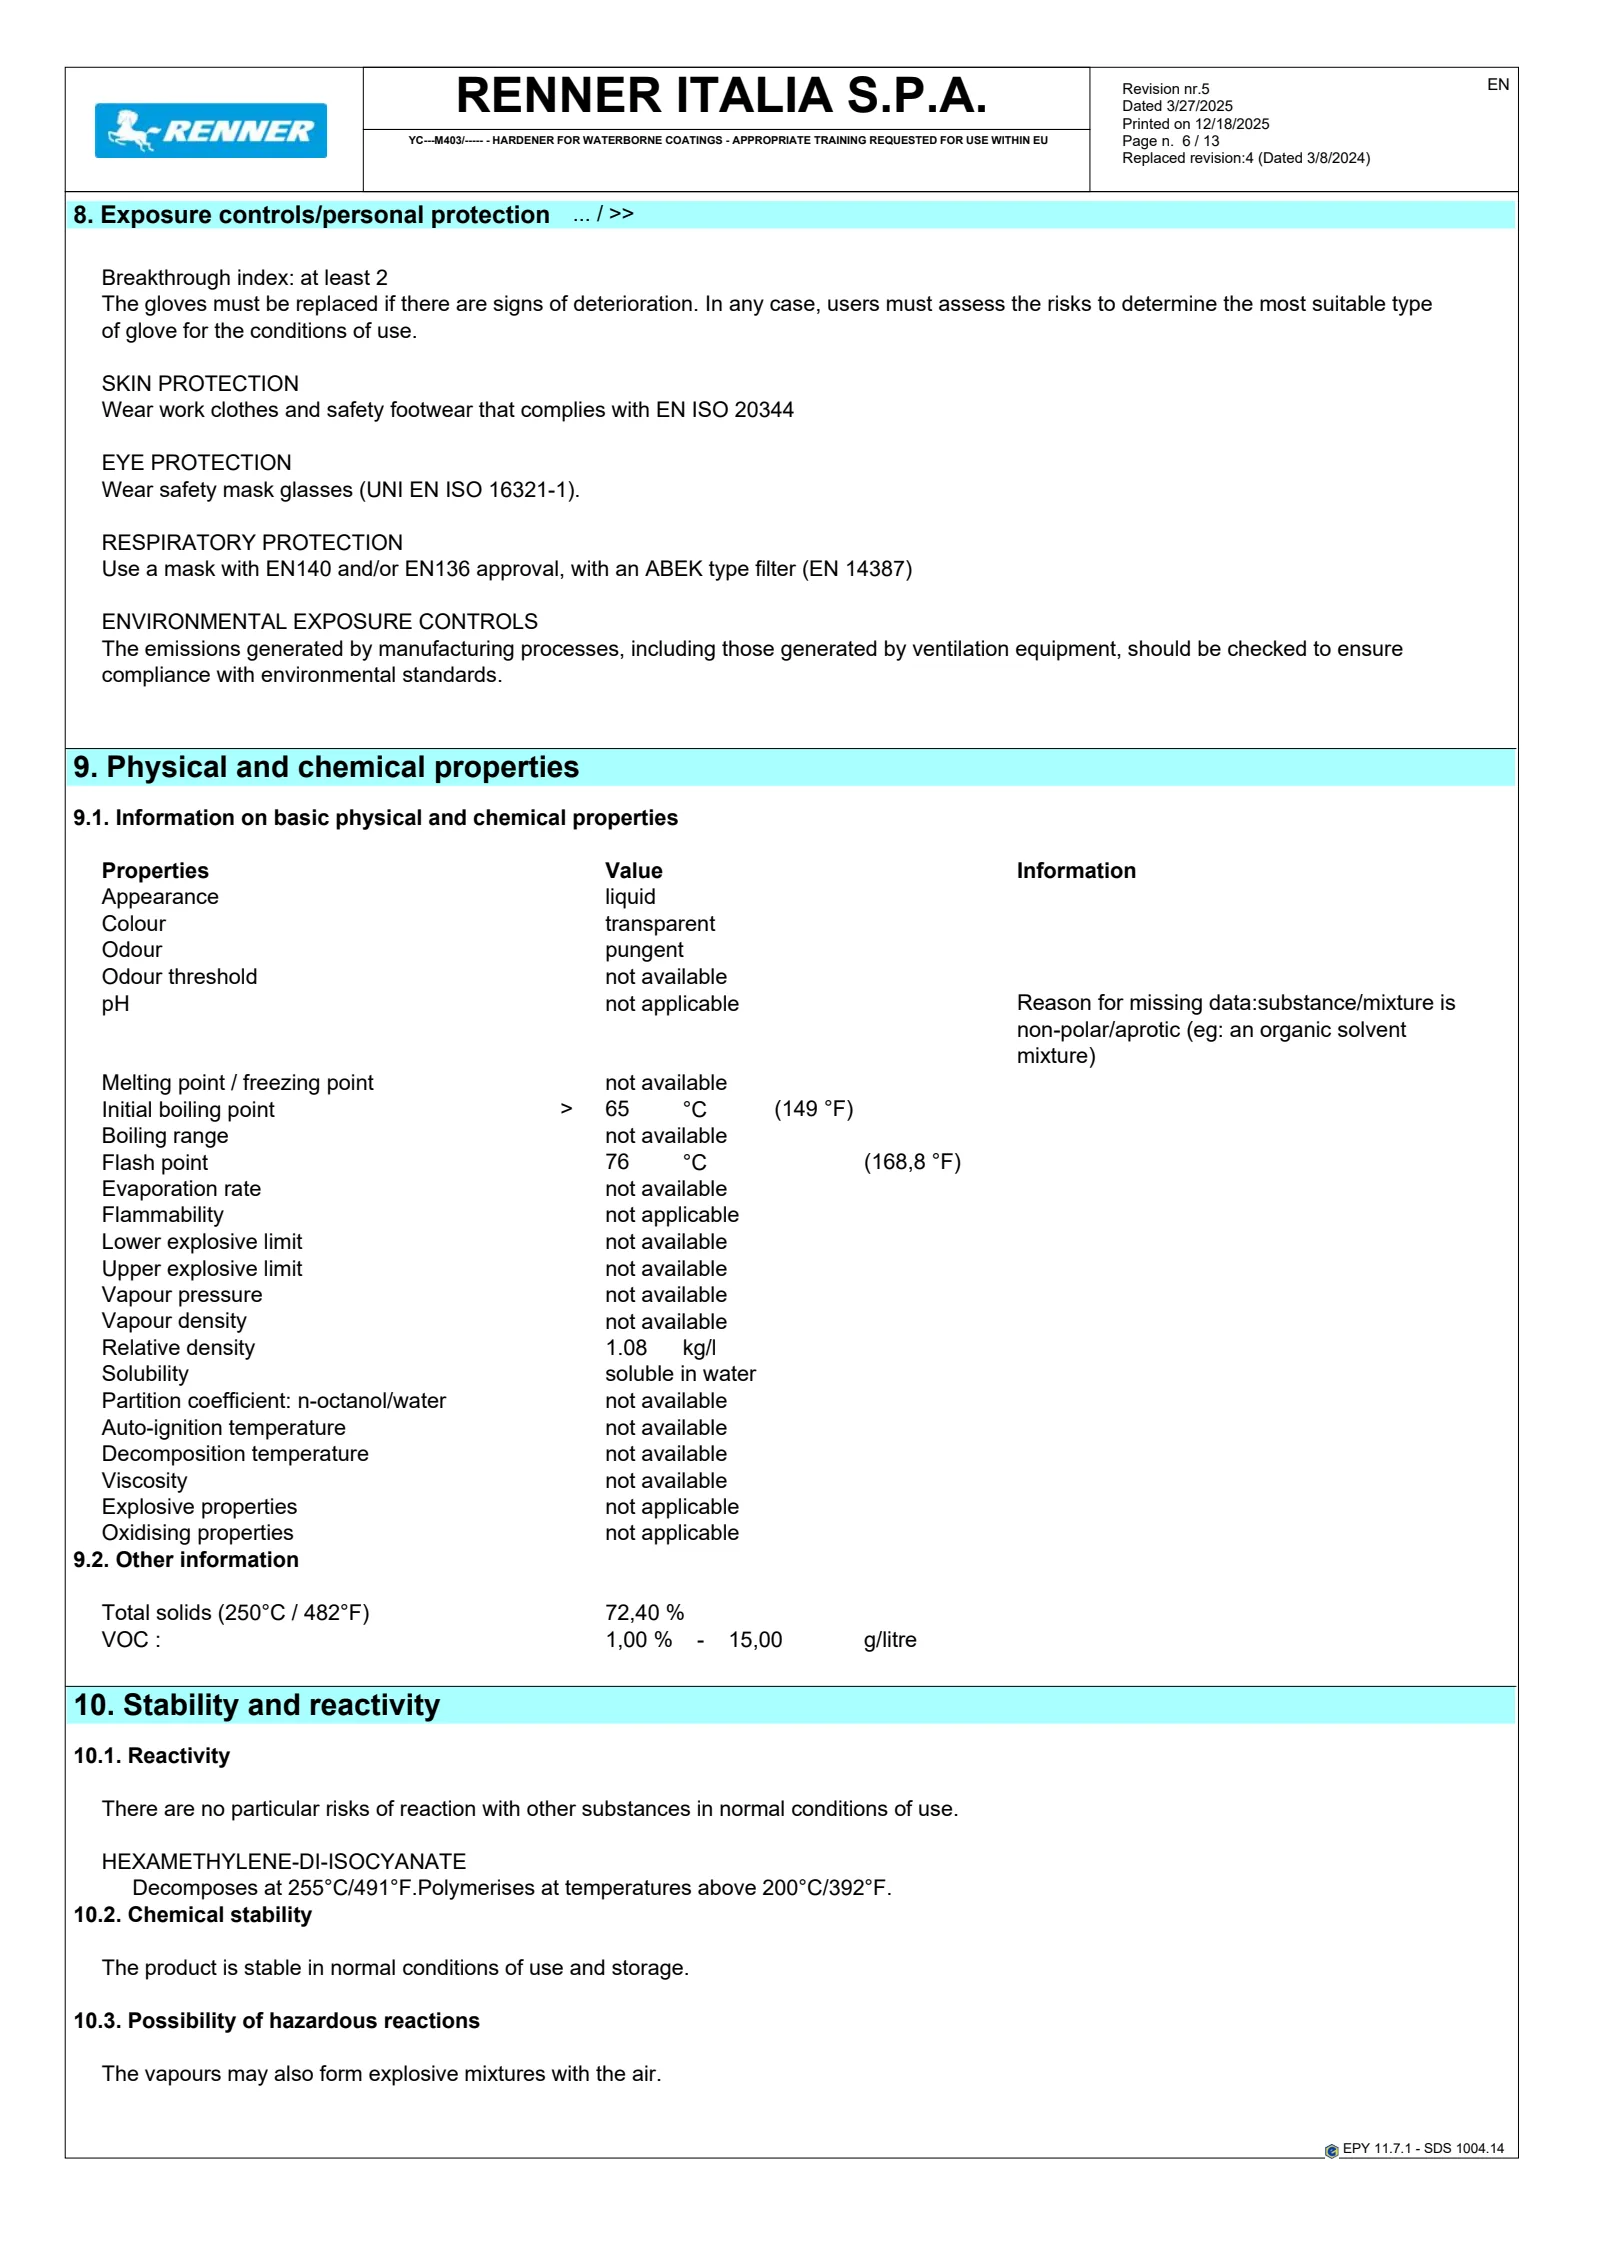 RENNER
RENNER ITALIA S.P.A.
YC---M403/----- - HARDENER FOR WATERBORNE COATINGS - APPROPRIATE TRAINING REQUESTED FOR USE WITHIN EU
EN
Revision nr.5
Dated 3/27/2025
Printed on 12/18/2025
Page n. 6 / 13
Replaced revision:4 (Dated 3/8/2024)
8. Exposure controls/personal protection ... / >>
Breakthrough index: at least 2
The gloves must be replaced if there are signs of deterioration. In any case, users must assess the risks to determine the most suitable type
of glove for the conditions of use.
SKIN PROTECTION
Wear work clothes and safety footwear that complies with EN ISO 20344
EYE PROTECTION
Wear safety mask glasses (UNI EN ISO 16321-1).
RESPIRATORY PROTECTION
Use a mask with EN140 and/or EN136 approval, with an ABEK type filter (EN 14387)
ENVIRONMENTAL EXPOSURE CONTROLS
The emissions generated by manufacturing processes, including those generated by ventilation equipment, should be checked to ensure
compliance with environmental standards.
9. Physical and chemical properties
9.1. Information on basic physical and chemical properties
Properties Value Information
Appearance liquid
Colour transparent
Odour pungent
Odour threshold not available
pH not applicable Reason for missing data:substance/mixture is
non-polar/aprotic (eg: an organic solvent
mixture)
Melting point / freezing point not available
Initial boiling point > 65 °C (149 °F)
Boiling range not available
Flash point 76 °C (168,8 °F)
Evaporation rate not available
Flammability not applicable
Lower explosive limit not available
Upper explosive limit not available
Vapour pressure not available
Vapour density not available
Relative density 1.08 kg/l
Solubility soluble in water
Partition coefficient: n-octanol/water not available
Auto-ignition temperature not available
Decomposition temperature not available
Viscosity not available
Explosive properties not applicable
Oxidising properties not applicable
9.2. Other information
Total solids (250°C / 482°F) 72,40 %
VOC : 1,00 % - 15,00 g/litre
10. Stability and reactivity
10.1. Reactivity
There are no particular risks of reaction with other substances in normal conditions of use.
HEXAMETHYLENE-DI-ISOCYANATE
Decomposes at 255°C/491°F.Polymerises at temperatures above 200°C/392°F.
10.2. Chemical stability
The product is stable in normal conditions of use and storage.
10.3. Possibility of hazardous reactions
The vapours may also form explosive mixtures with the air.
EPY 11.7.1 - SDS 1004.14